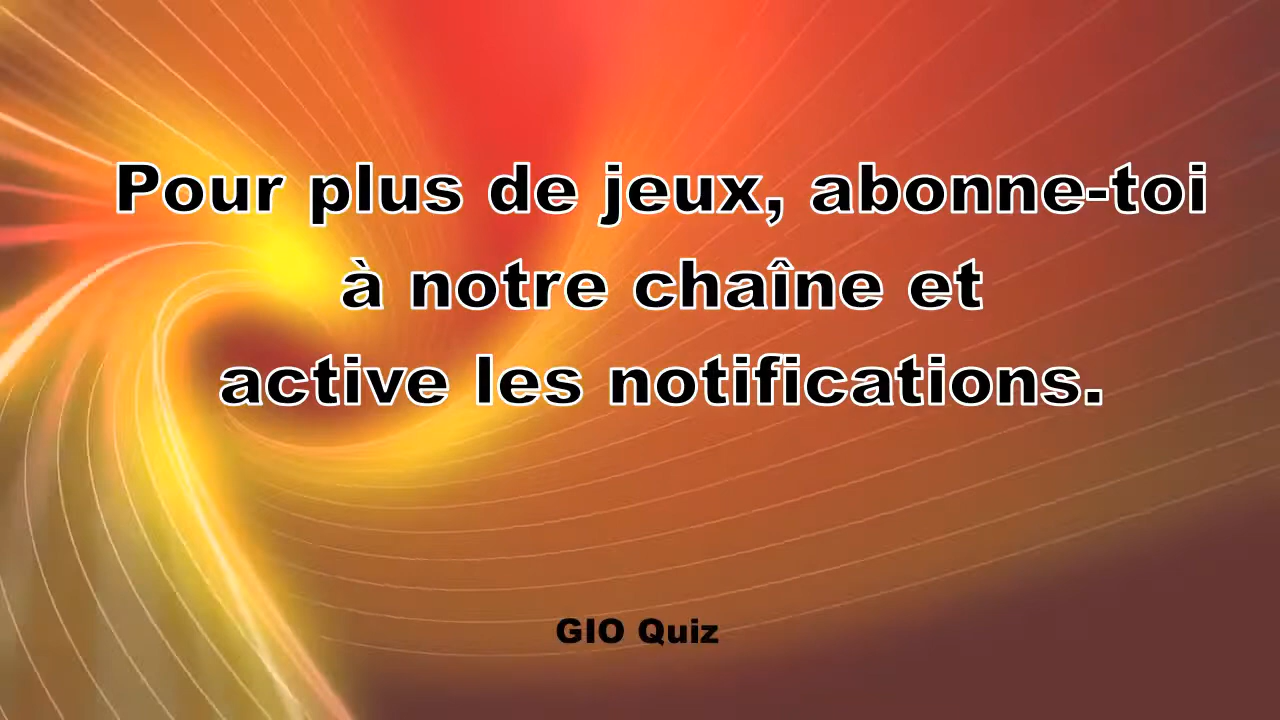 Pour plus de jeux, abonne-toi
à notre chaîne et
active les notifications.
GIO Quiz